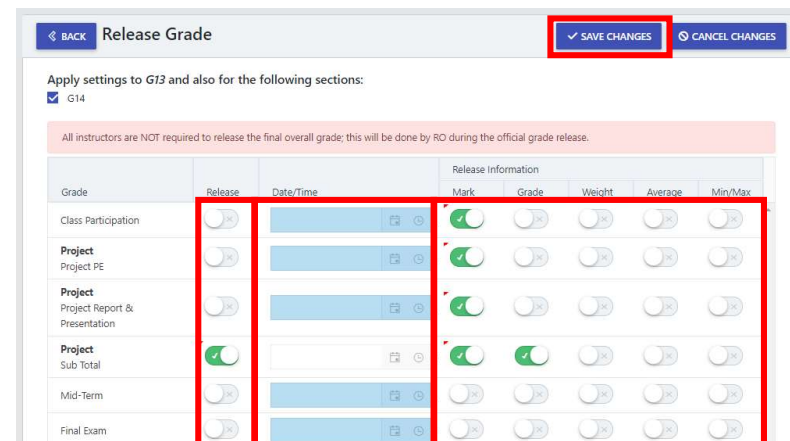 BACK Release Grade SAVE CHANGES CANCEL CHANGES
Apply settings to G13 and also for the following sections:
G14
All instructors are NOT required to release the final overall grade; this will be done by RO during the official grade release.
Release Information
Grade Release Date/Time Mark Grade Weight Average Min/Max
Class Participation
Project
Project PE
Project
Project Report &
Presentation
Project
Sub Total
Mid-Term
Final Exam